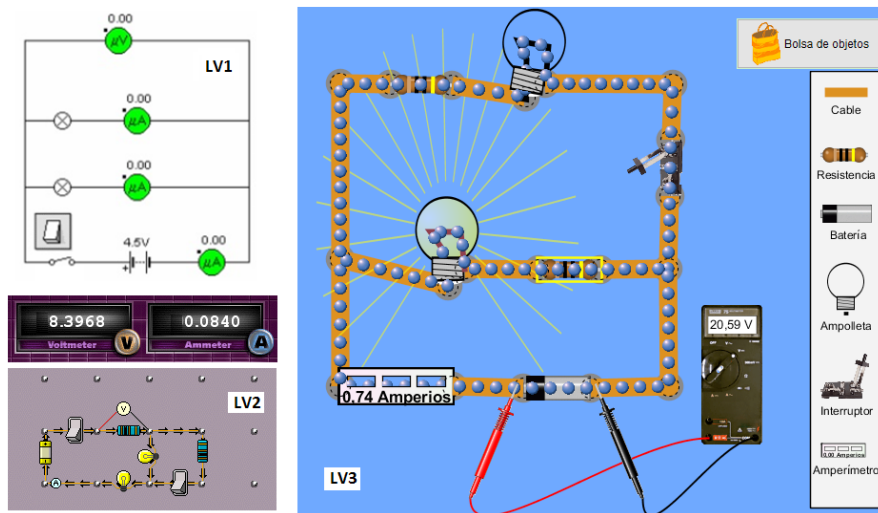 0.00
μV
LV1
0.00
μA
0.00
μA
4.5V
0.00
μA
8.3968
Voltmeter
V
0.0840
Ammeter
A
LV2
V
A
0.74 Amperios
LV3
20,59 V
Bolsa de objetos
Cable
Resistencia
Batería
Ampolleta
Interruptor
0,00 Amperios
Amperímetro